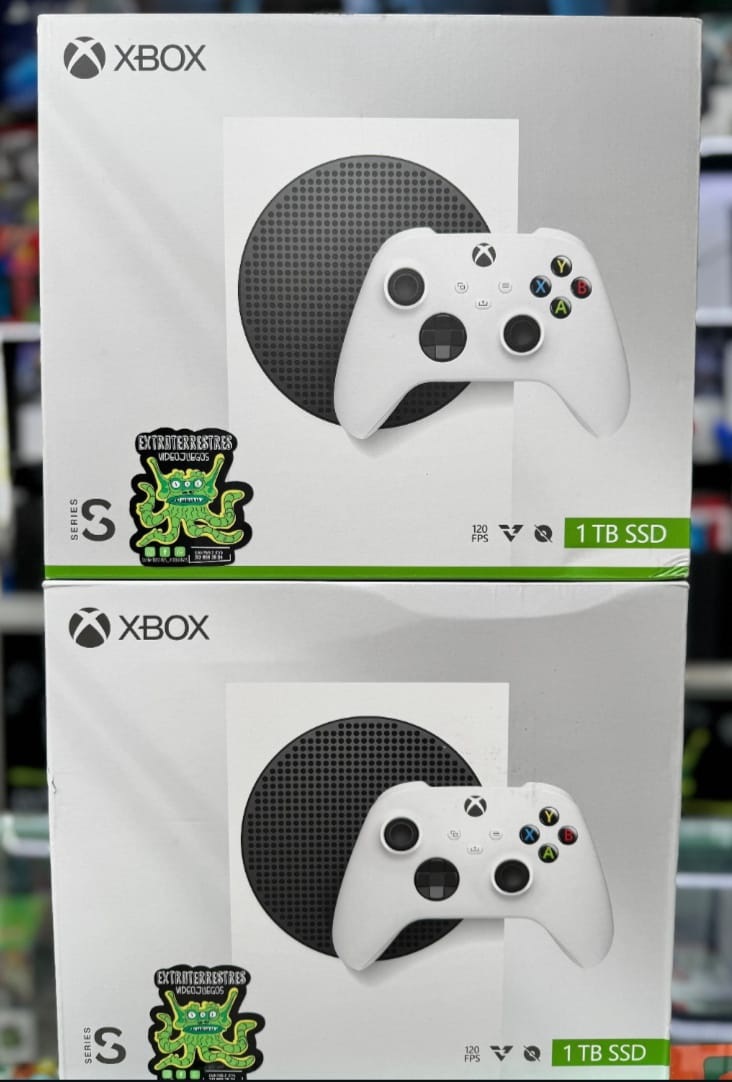 XBOX
Y
X B
A
EXTRATERRESTRES
VIDEOJUEGOS
SERIES S
120
FPS
1 TB SSD
XBOX
Y
X B
A
EXTRATERRESTRES
VIDEOJUEGOS
SERIES S
120
FPS
1 TB SSD